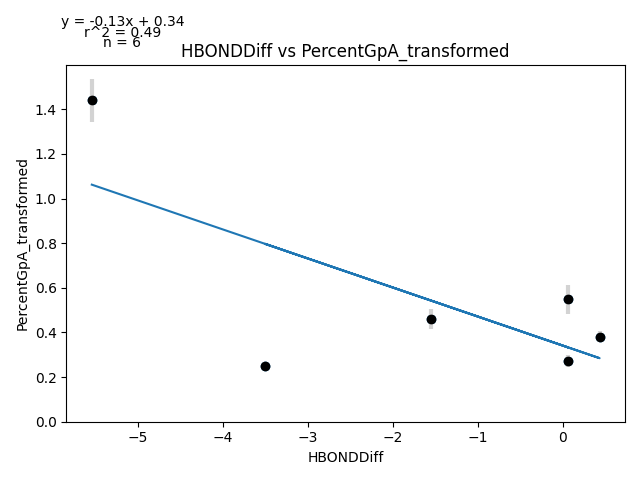 y = -0.13x + 0.34
r^2 = 0.49
n = 6
HBONDDiff vs PercentGpA_transformed
PercentGpA_transformed
1.4
1.2
1.0
0.8
0.6
0.4
0.2
0.0
−5 −4 −3 −2 −1 0
HBONDDiff